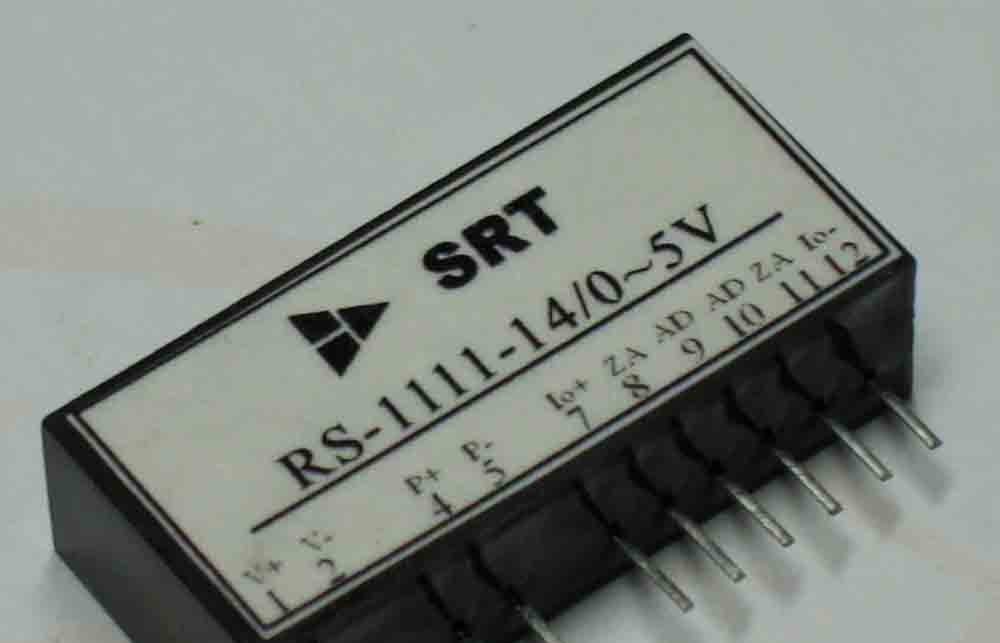 SRT
RS-1111-14/0~5V
V+ V- P+ P- Io+ ZA AD AD ZA Io-
1 2 4 5 7 8 9 10 11 12